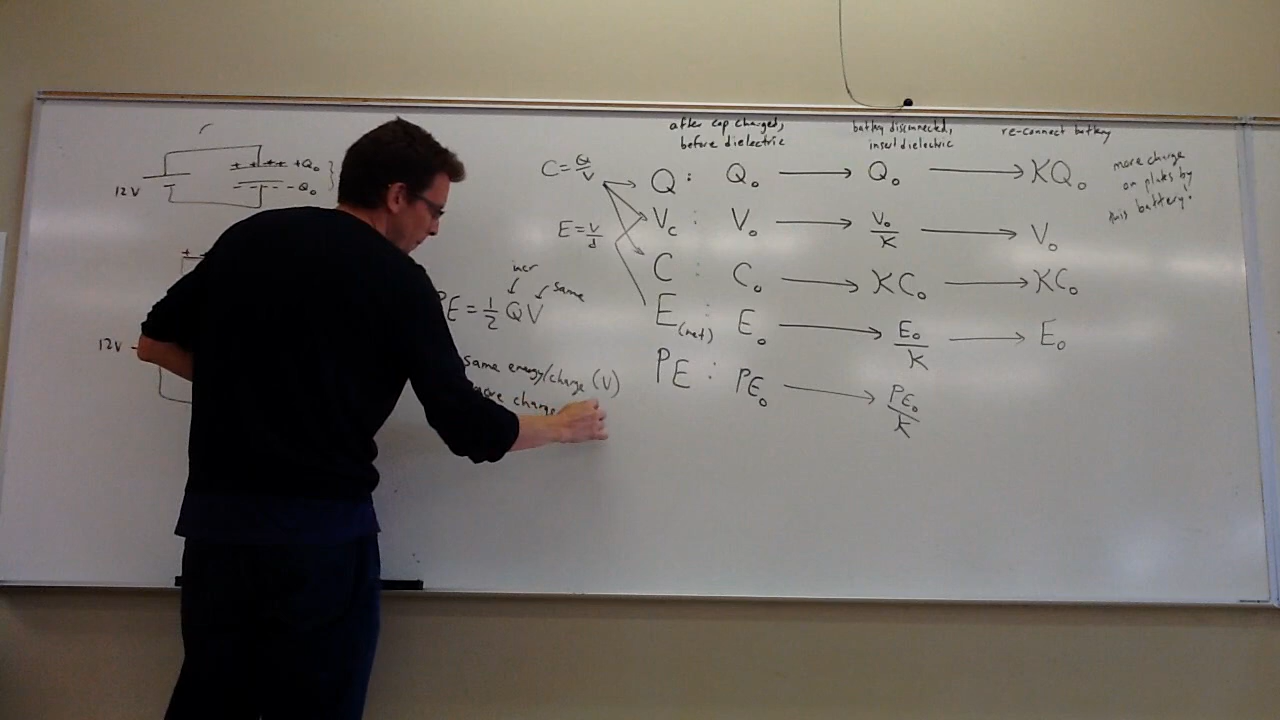 after cap charged,
before dielectric
battery disconnected,
insert dielectric
re-connect battery
more charge
on plates by
this battery!
12V
+ + + + +Q₀
- - - -Q₀
12V
C = Q/V
E = V/d
Q : Q₀ → Q₀ → KQ₀
V_c : V₀ → V₀/K → V₀
C : C₀ → KC₀ → KC₀
E(net) : E₀ → E₀/K → E₀
PE : PE₀ → PE₀/K
incr
same
E = 1/2 QV
same energy/charge (V)
charge